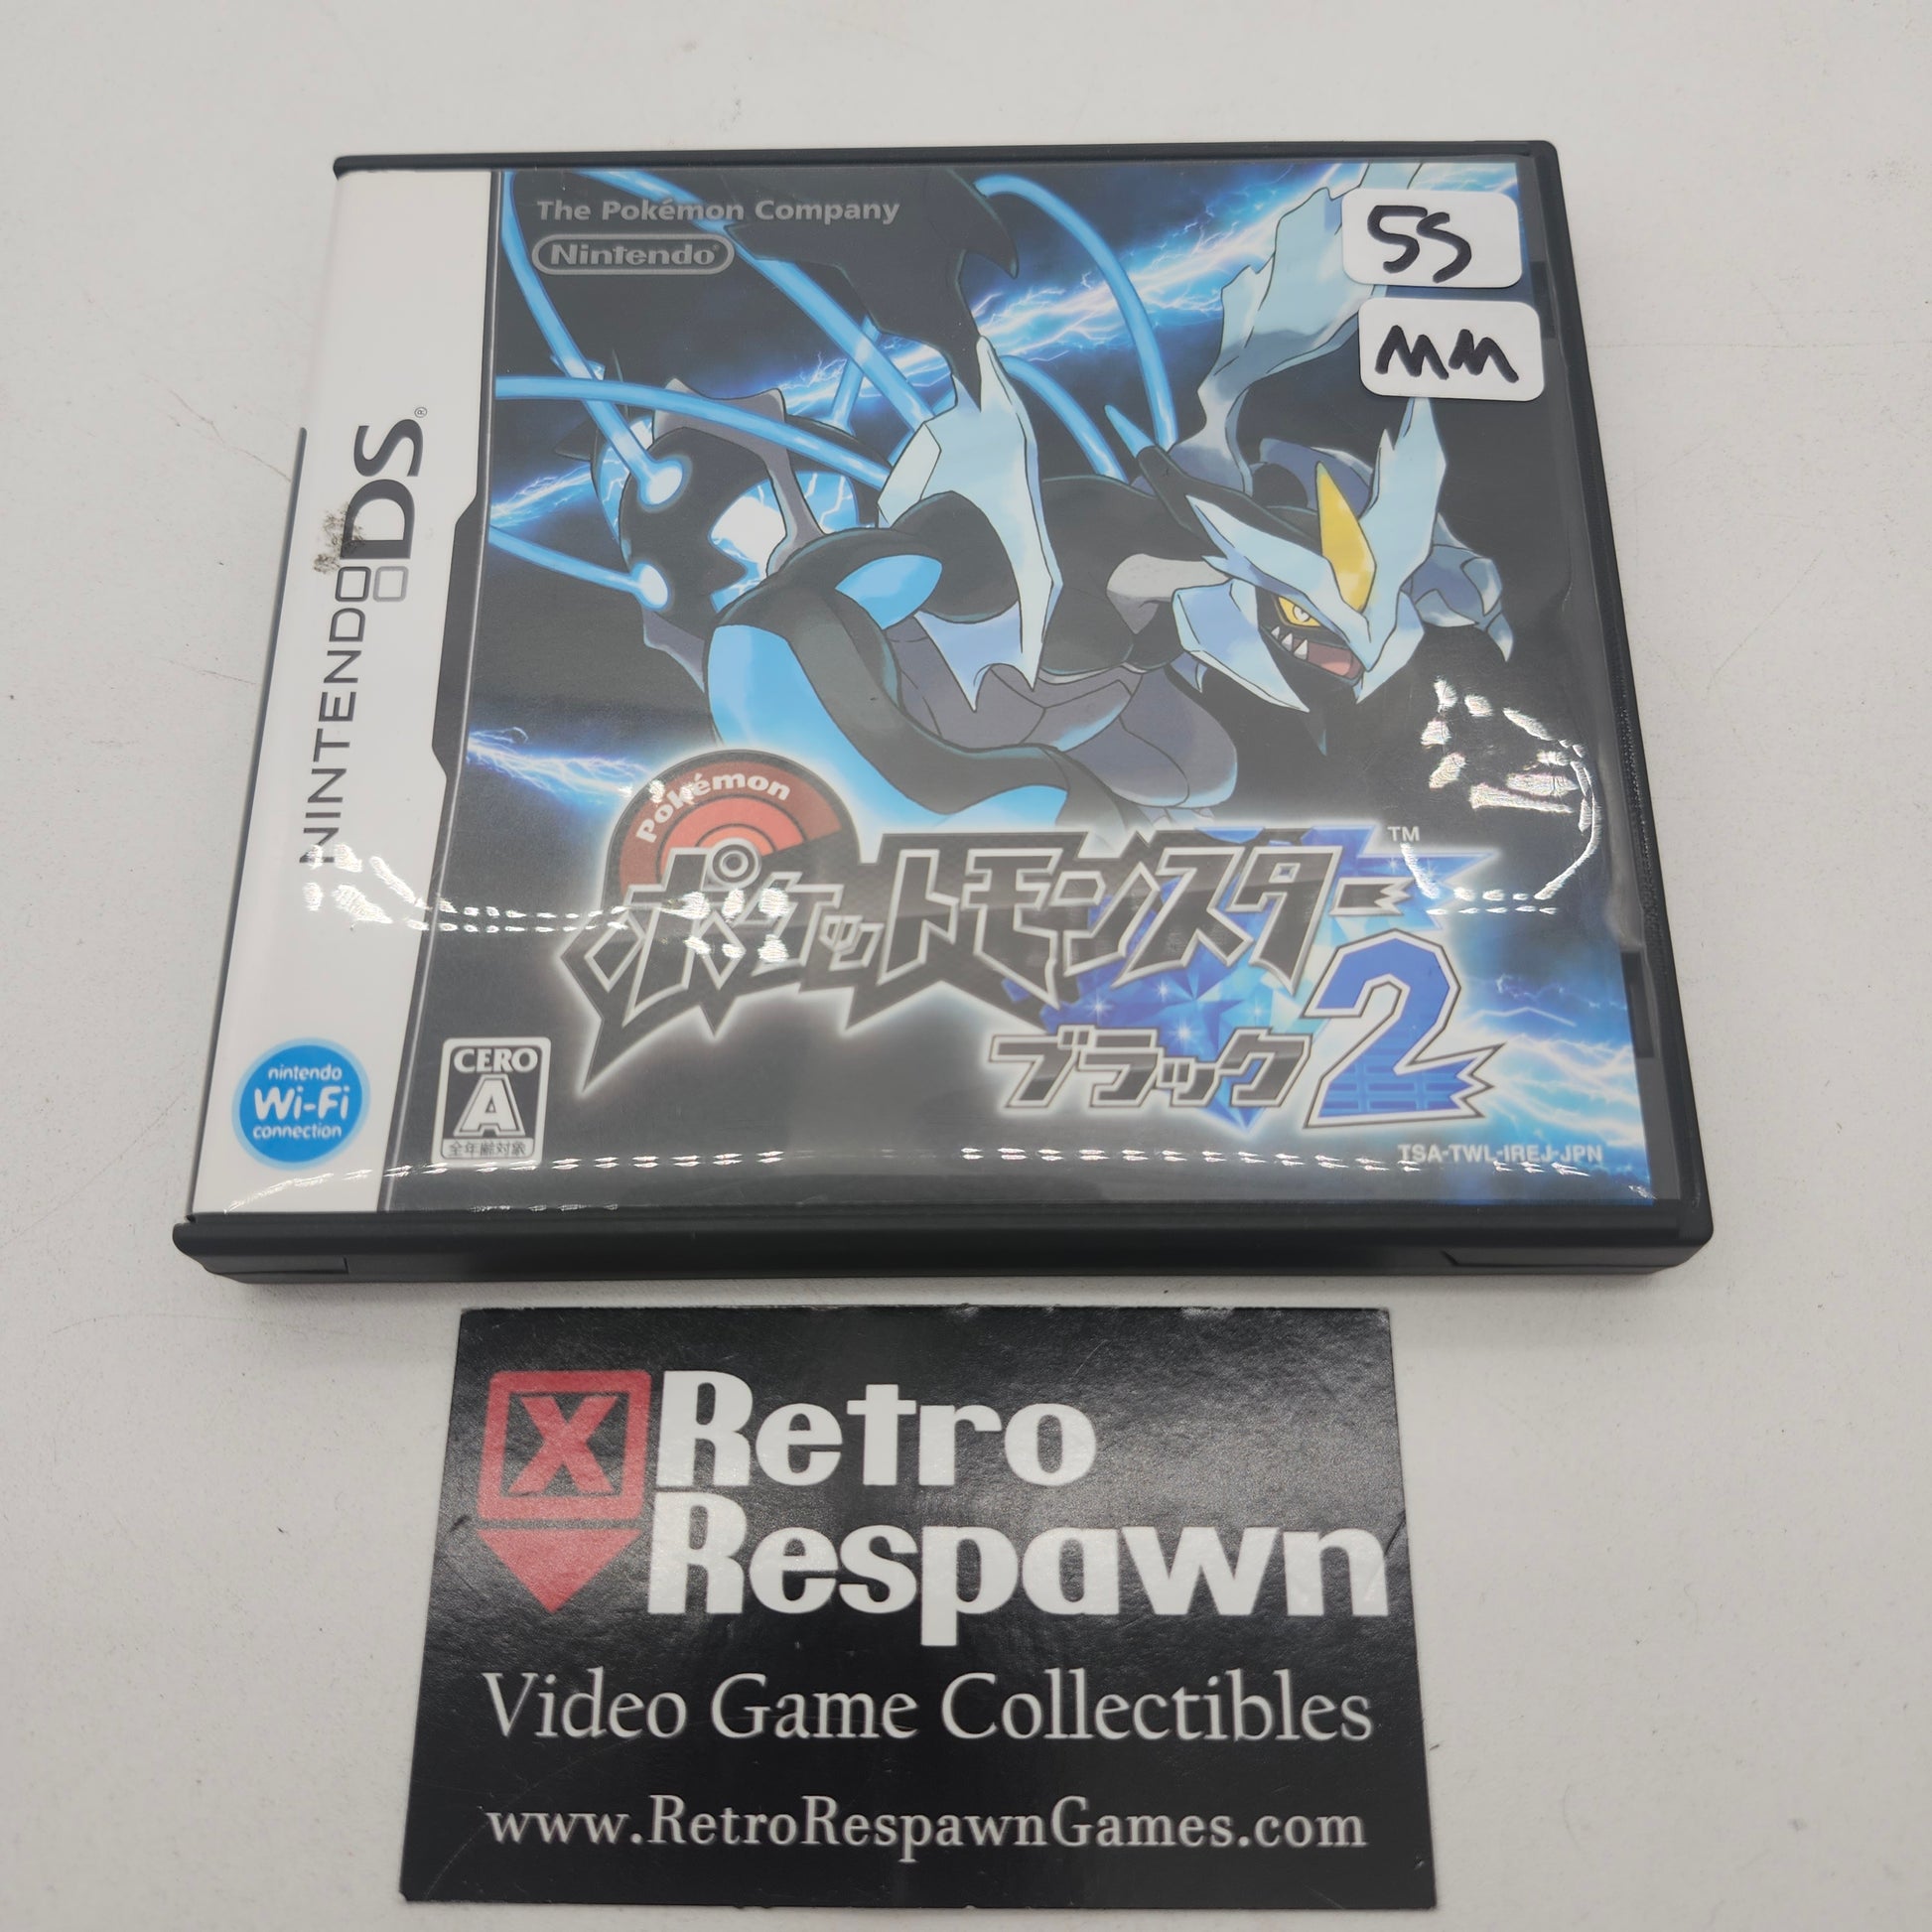 The Pokémon Company
Nintendo®
55
MM
NINTENDO DS®
Pokémon
ポケットモンスター™
ブラック2
nintendo
Wi-Fi
connection
CERO
A
全年齢対象
TSA-TWL-IREJ-JPN
X
Retro
Respawn
Video Game Collectibles
www.RetroRespawnGames.com